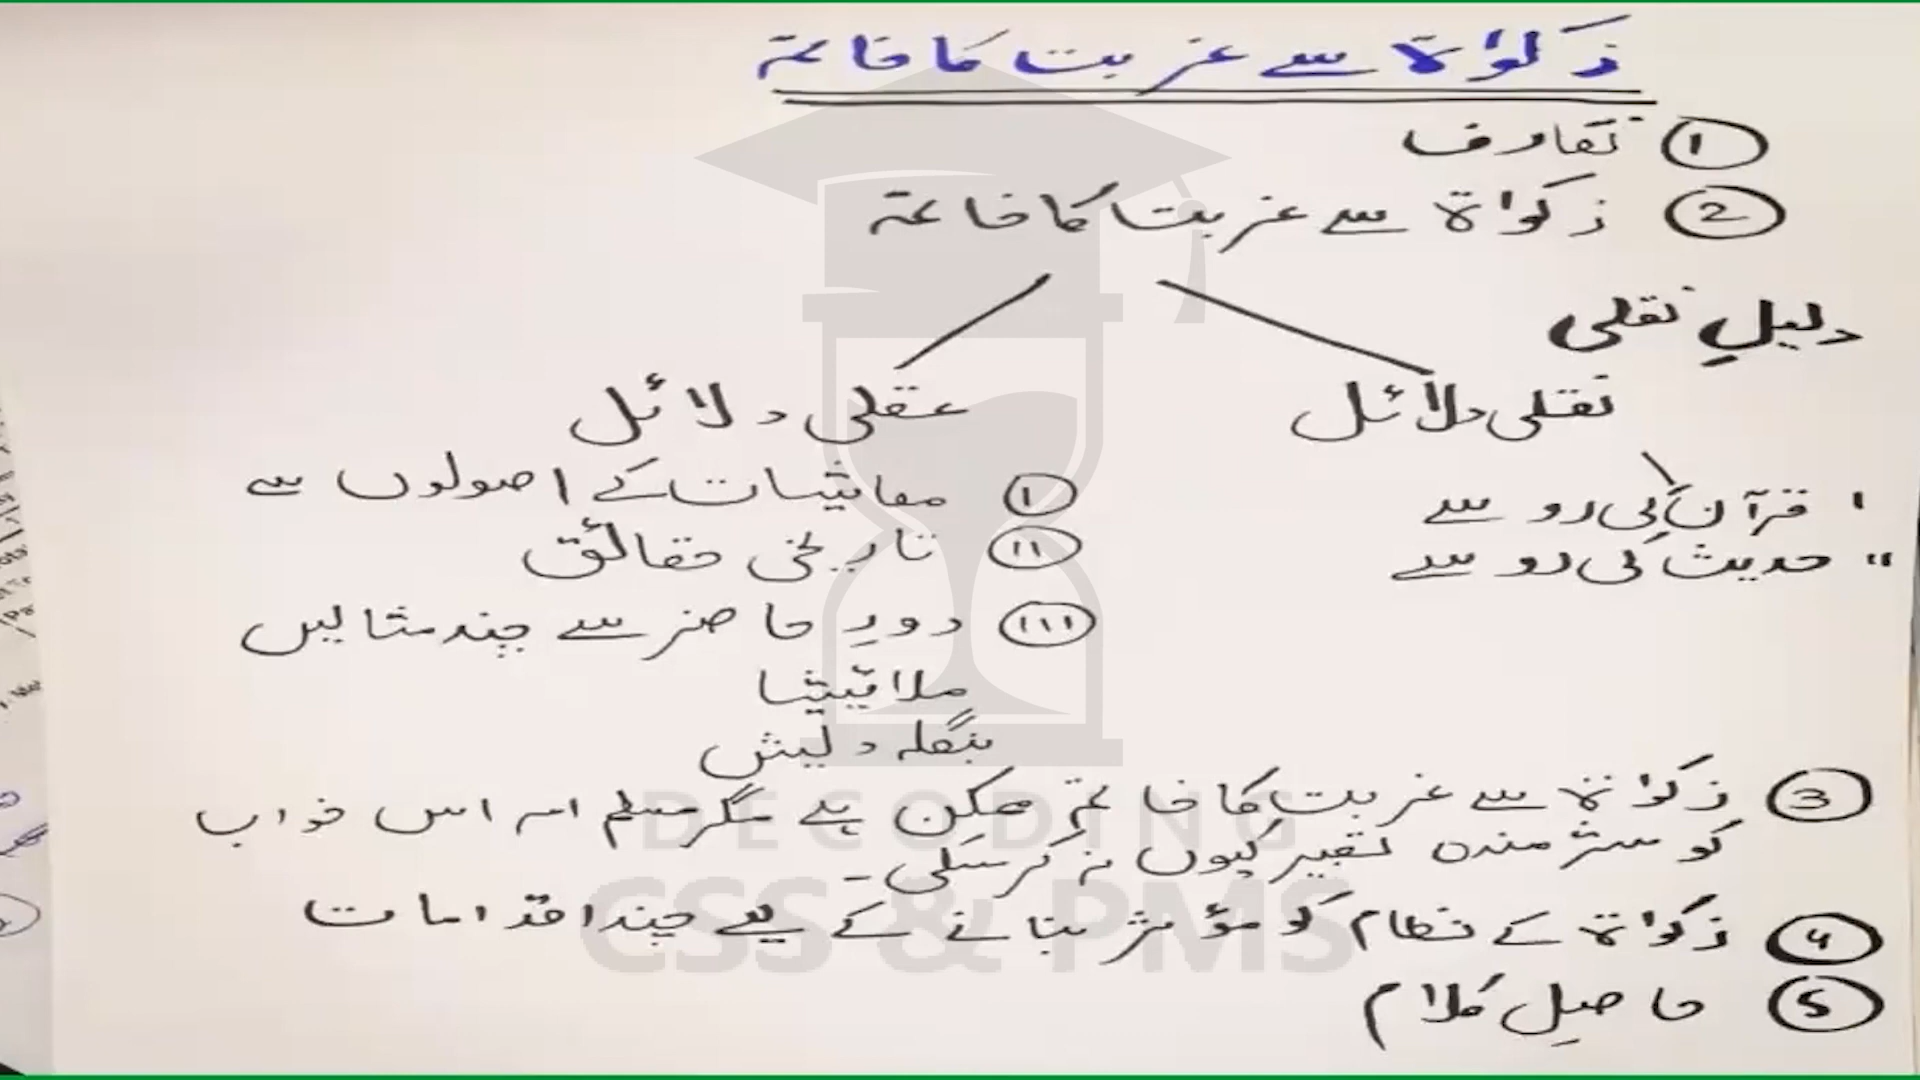 زکوٰۃ سے غربت کا خاتمہ
① تعارف
② زکوٰۃ سے غربت کا خاتمہ
دلیلِ نقلی
نقلی دلائل
ا قرآن کی رو سے
۱۱ حدیث کی رو سے
عقلی دلائل
(I) معاشیات کے اصولوں سے
(II) تاریخی حقائق
(III) دورِ حاضر سے چند مثالیں
ملائیشیا
بنگلہ دیش
③ زکوٰۃ سے غربت کا خاتمہ ممکن ہے مگر مسلم امہ اس خواب
کو شرمندہ تعبیر کیوں نہ کر سکی۔
④ زکوٰۃ کے نظام کو مؤثر بنانے کے لیے چند اقدامات
⑤ حاصلِ کلام
DECODING
CSS & PMS